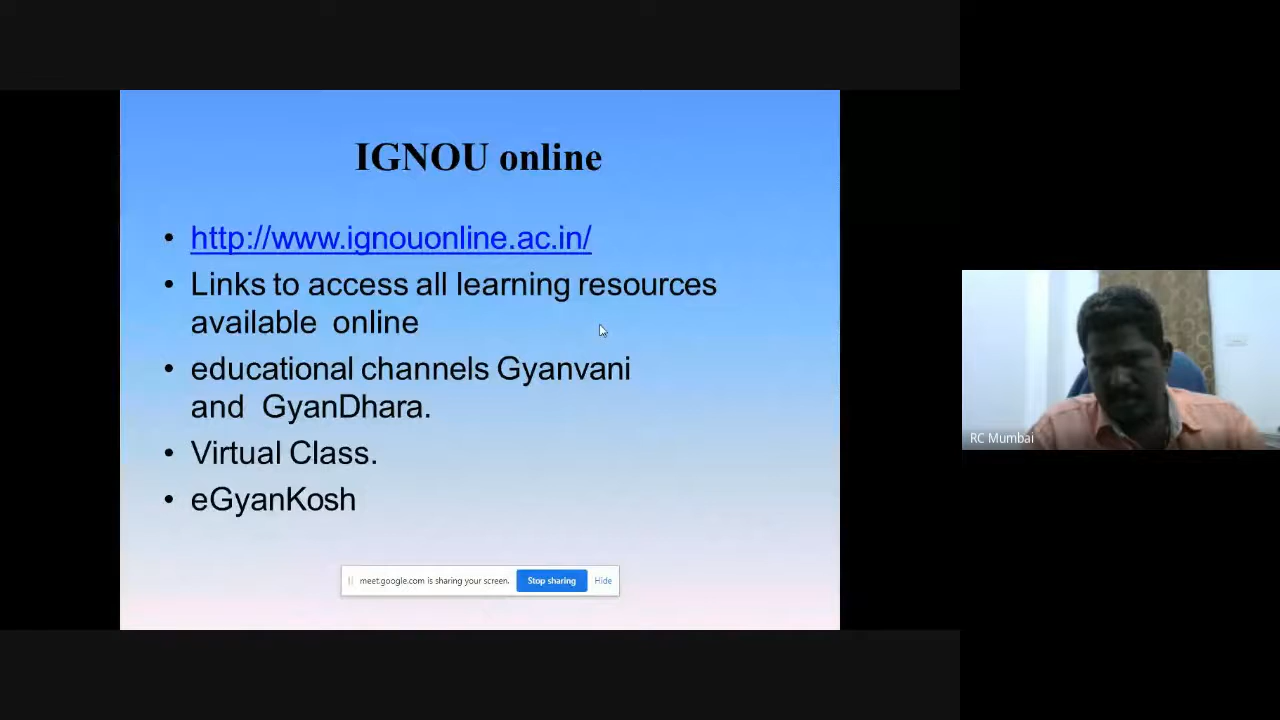 IGNOU online
• http://www.ignouonline.ac.in/
• Links to access all learning resources
available online
• educational channels Gyanvani
and GyanDhara.
• Virtual Class.
• eGyanKosh
meet.google.com is sharing your screen. Stop sharing Hide
RC Mumbai